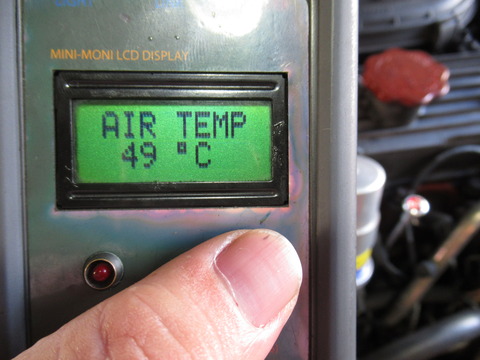 MINI-MONI LCD DISPLAY
AIR TEMP
49 °C